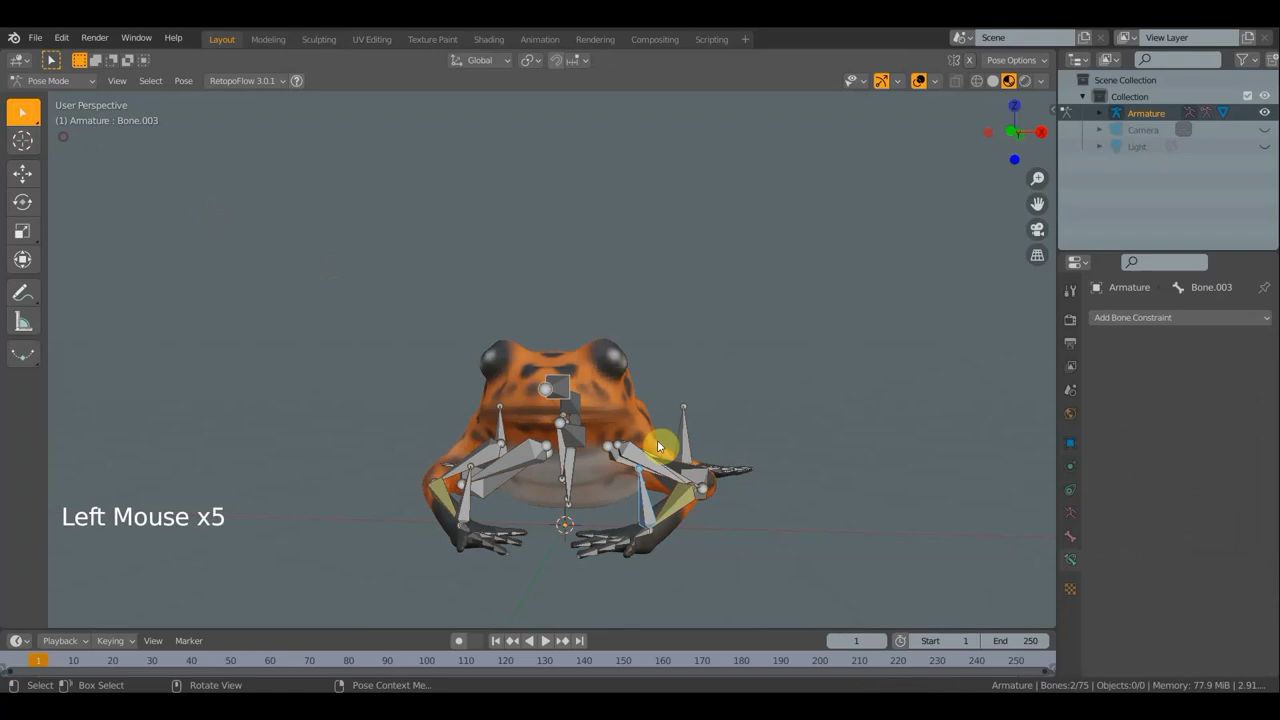 File Edit Render Window Help Layout Modeling Sculpting UV Editing Texture Paint Shading Animation Rendering Compositing Scripting + Scene View Layer
Global X Pose Options
Pose Mode View Select Pose RetopoFlow 3.0.1 ?
Scene Collection
Collection
Armature
Camera
Light
User Perspective
(1) Armature : Bone.003
Z
X
Y
Armature Bone.003
Add Bone Constraint
Left Mouse x5
Playback Keying View Marker 1 Start 1 End 250
1 10 20 30 40 50 60 70 80 90 100 110 120 130 140 150 160 170 180 190 200 210 220 230 240 250
Select Box Select Rotate View Pose Context Me... Armature | Bones:2/75 | Objects:0/0 | Memory: 77.9 MiB | 2.91...